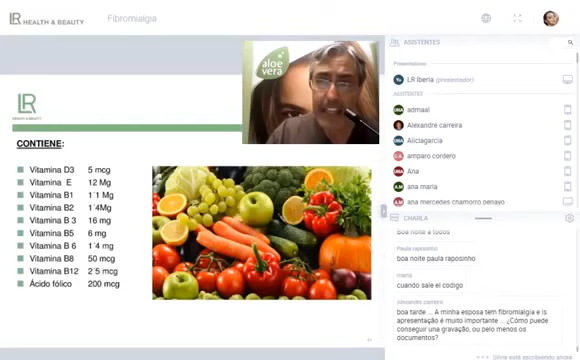 LR HEALTH & BEAUTY
Fibromialgia
aloe
vera
LR
HEALTH & BEAUTY
CONTIENE:
Vitamina D3 5 mcg
Vitamina E 12 Mg
Vitamina B1 1´1 Mg
Vitamina B2 1´4Mg
Vitamina B 3 16 mg
Vitamina B5 6 mg
Vitamina B 6 1´4 mg
Vitamina B8 50 mcg
Vitamina B12 2´5 mcg
Ácido fólico 200 mcg
ASISTENTES
Presentadores
LR Iberia (presentador)
ASISTENTES
admaal
Alexandre carreira
Aliciagarcia
amparo cordero
Ana
ana maria
ana mercedes chamorro penayo
CHARLA
Boa noite a todos
Paula raposinho
boa noite paula raposinho
cuando sale el codigo
Alexandre carreira
boa tarde ... A minha esposa tem fibromialgia e ls
apresentação é muito importante ... ¿Cómo puede
conseguir una gravação, ou pelo menos os
documentos?
está escribiendo ahora